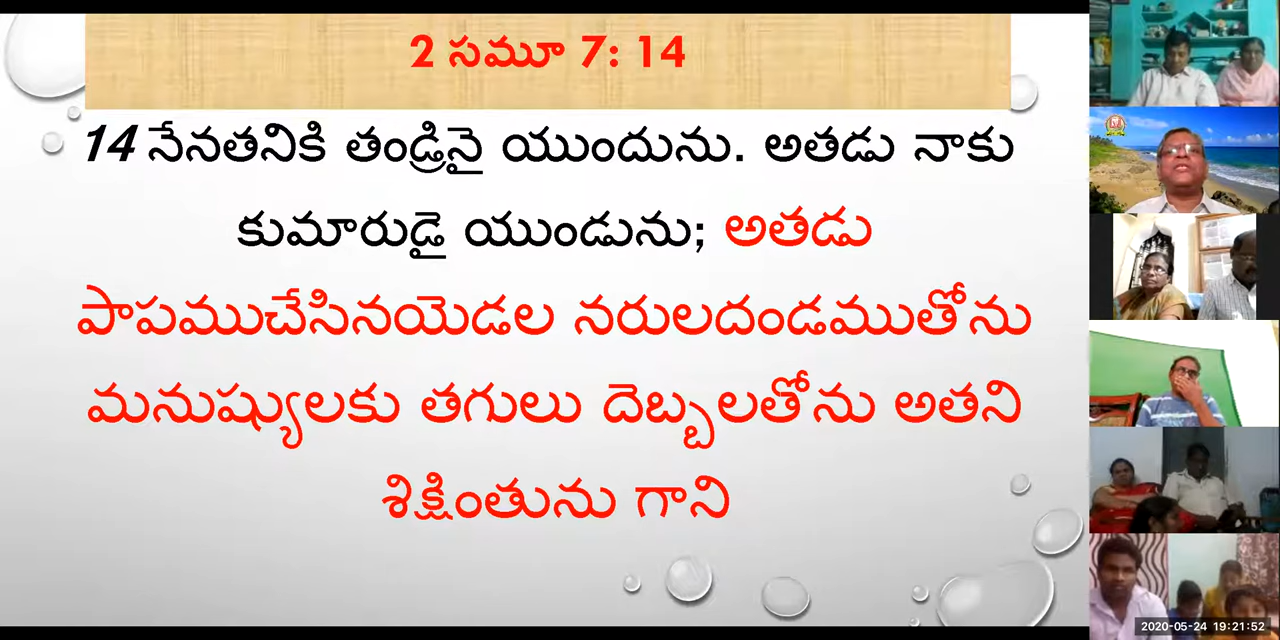 2 సమూ 7: 14
14 నేనతనికి తండ్రినై యుందును. అతడు నాకు
కుమారుడై యుండును; అతడు
పాపముచేసినయెడల నరులదండముతోను
మనుష్యులకు తగులు దెబ్బలతోను అతని
శిక్షింతును గాని
2020-05-24 19:21:52